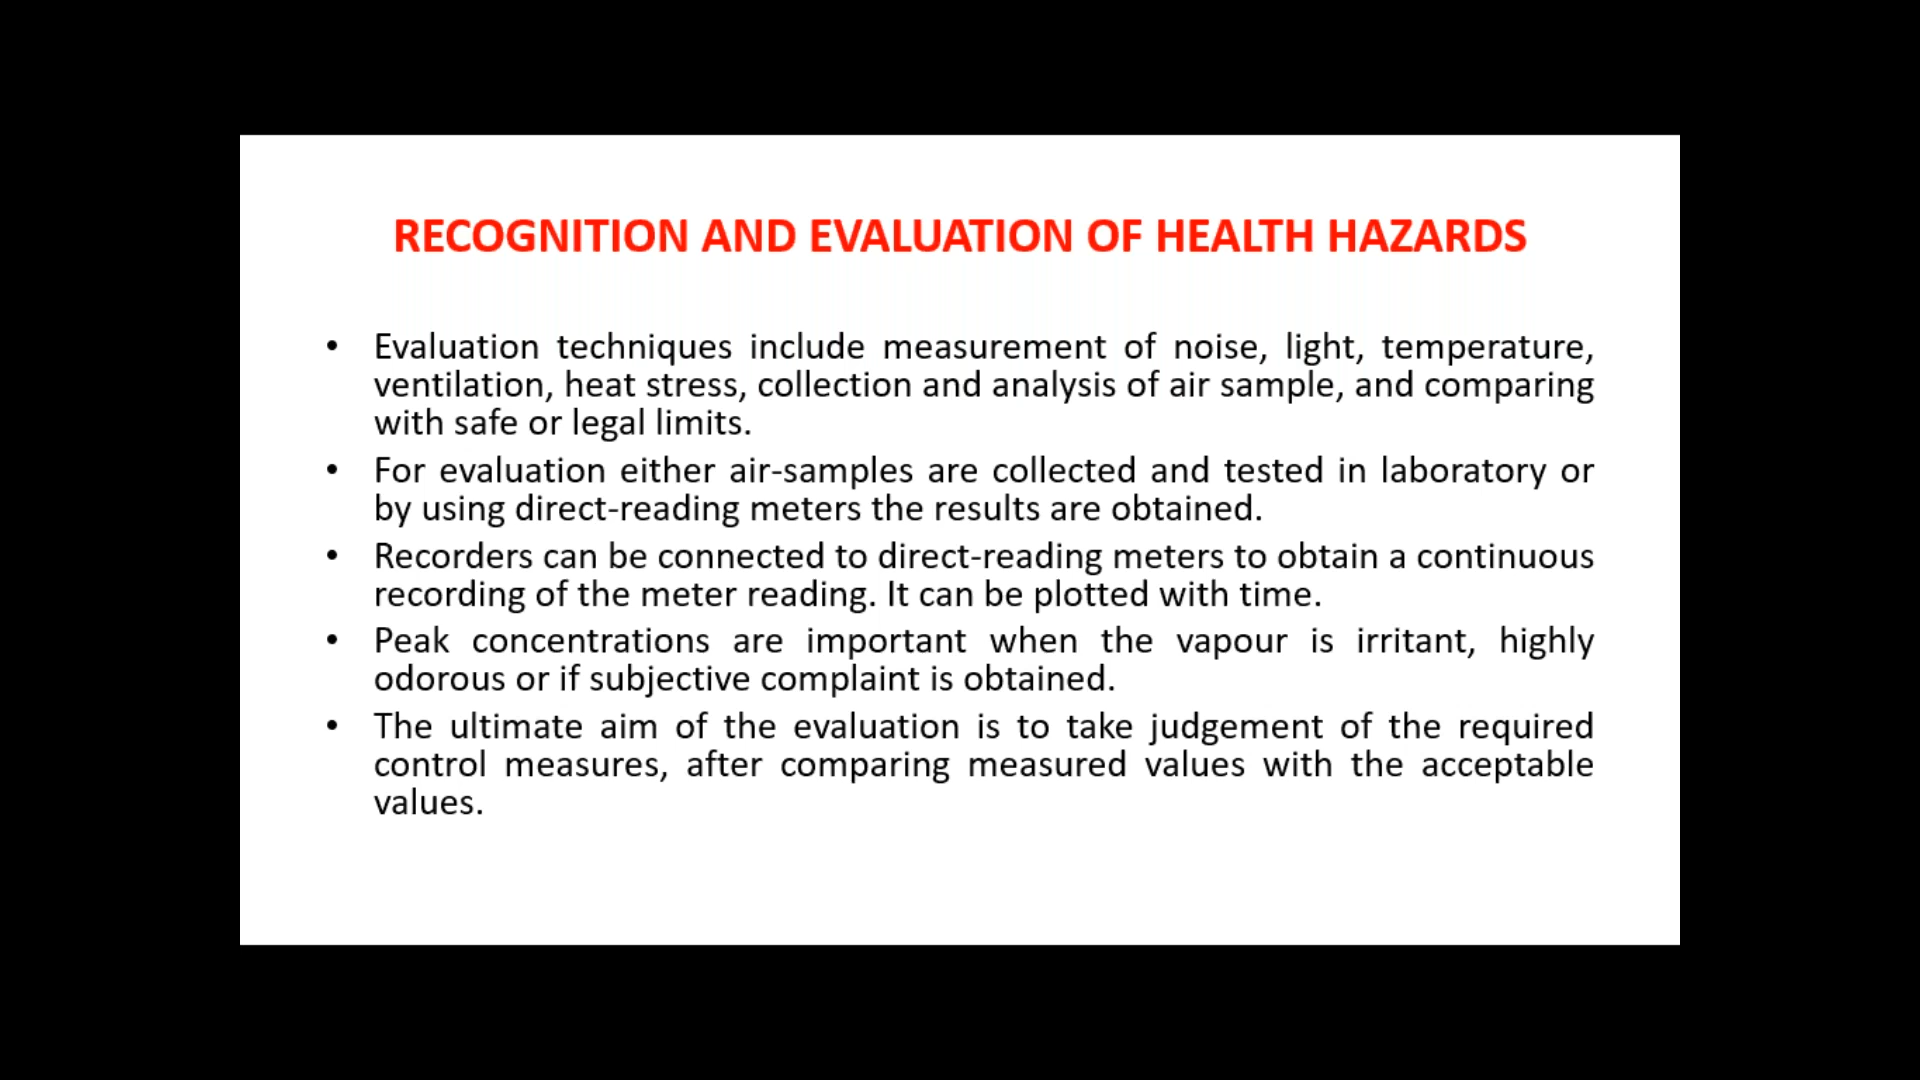 RECOGNITION AND EVALUATION OF HEALTH HAZARDS
• Evaluation techniques include measurement of noise, light, temperature,
ventilation, heat stress, collection and analysis of air sample, and comparing
with safe or legal limits.
• For evaluation either air-samples are collected and tested in laboratory or
by using direct-reading meters the results are obtained.
• Recorders can be connected to direct-reading meters to obtain a continuous
recording of the meter reading. It can be plotted with time.
• Peak concentrations are important when the vapour is irritant, highly
odorous or if subjective complaint is obtained.
• The ultimate aim of the evaluation is to take judgement of the required
control measures, after comparing measured values with the acceptable
values.